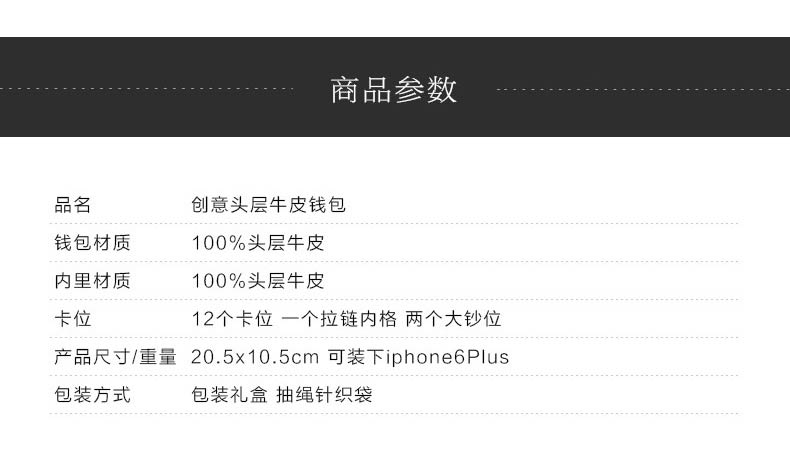 商品参数
品名 创意头层牛皮钱包
钱包材质 100%头层牛皮
内里材质 100%头层牛皮
卡位 12个卡位 一个拉链内格 两个大钞位
产品尺寸/重量 20.5x10.5cm 可装下iphone6Plus
包装方式 包装礼盒 抽绳针织袋